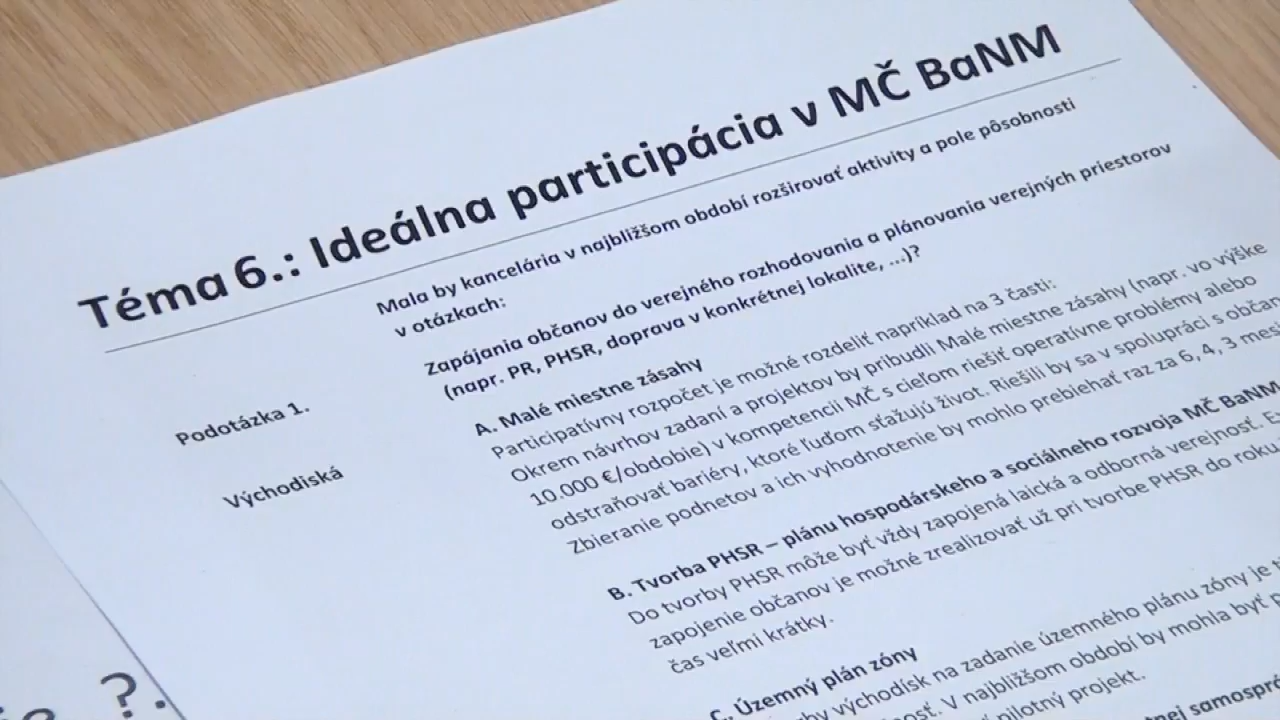 Téma 6.: Ideálna participácia v MČ BaNM
Podotázka 1.
Mala by kancelária v najbližšom období rozširovať aktivity a pole pôsobnosti
v otázkach:
Zapájania občanov do verejného rozhodovania a plánovania verejných priestorov
(napr. PR, PHSR, doprava v konkrétnej lokalite, ...)?
Východiská
A. Malé miestne zásahy
Participatívny rozpočet je možné rozdeliť napríklad na 3 časti:
Okrem návrhov zadaní a projektov by pribudli Malé miestne zásahy (napr. vo výške
10.000 €/obdobie) v kompetencii MČ s cieľom riešiť operatívne problémy alebo
odstraňovať bariéry, ktoré ľuďom sťažujú život. Riešili by sa v spolupráci s občan
Zbieranie podnetov a ich vyhodnotenie by mohlo prebiehať raz za 6, 4, 3 mes
B. Tvorba PHSR – plánu hospodárskeho a sociálneho rozvoja MČ BaNM
Do tvorby PHSR môže byť vždy zapojená laická a odborná verejnosť.
zapojenie občanov je možné zrealizovať už pri tvorbe PHSR do roku
čas veľmi krátky.
C. Územný plán zóny
východísk na zadanie územného plánu zóny je
V najbližšom období by mohla byť
pilotný projekt.
samosprá
?.